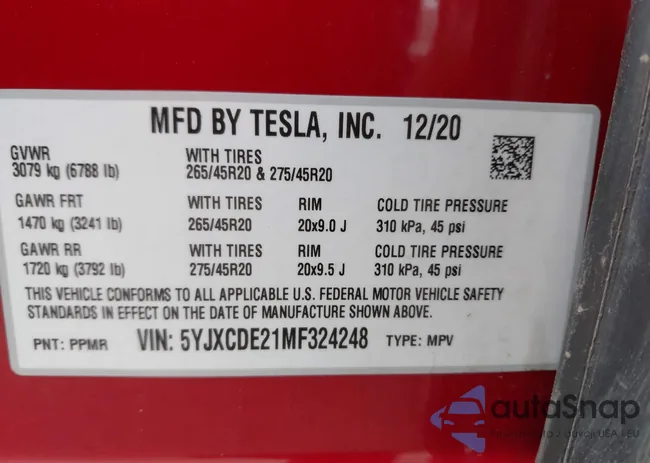 MFD BY TESLA, INC. 12/20
GVWR WITH TIRES
3079 kg (6788 lb) 265/45R20 & 275/45R20
GAWR FRT WITH TIRES RIM COLD TIRE PRESSURE
1470 kg (3241 lb) 265/45R20 20x9.0 J 310 kPa, 45 psi
GAWR RR WITH TIRES RIM COLD TIRE PRESSURE
1720 kg (3792 lb) 275/45R20 20x9.5 J 310 kPa, 45 psi
THIS VEHICLE CONFORMS TO ALL APPLICABLE U.S. FEDERAL MOTOR VEHICLE SAFETY
STANDARDS IN EFFECT ON THE DATE OF MANUFACTURE SHOWN ABOVE.
PNT: PPMR VIN: 5YJXCDE21MF324248 TYPE: MPV
autoSnap
z aukcji USA i EU